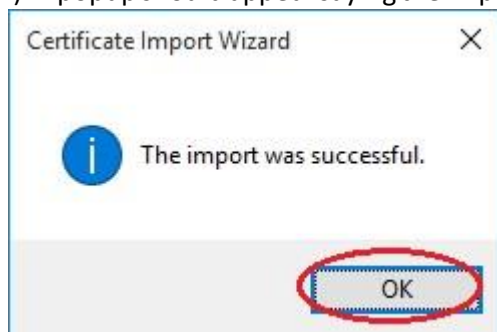 Certificate Import Wizard
The import was successful.
OK